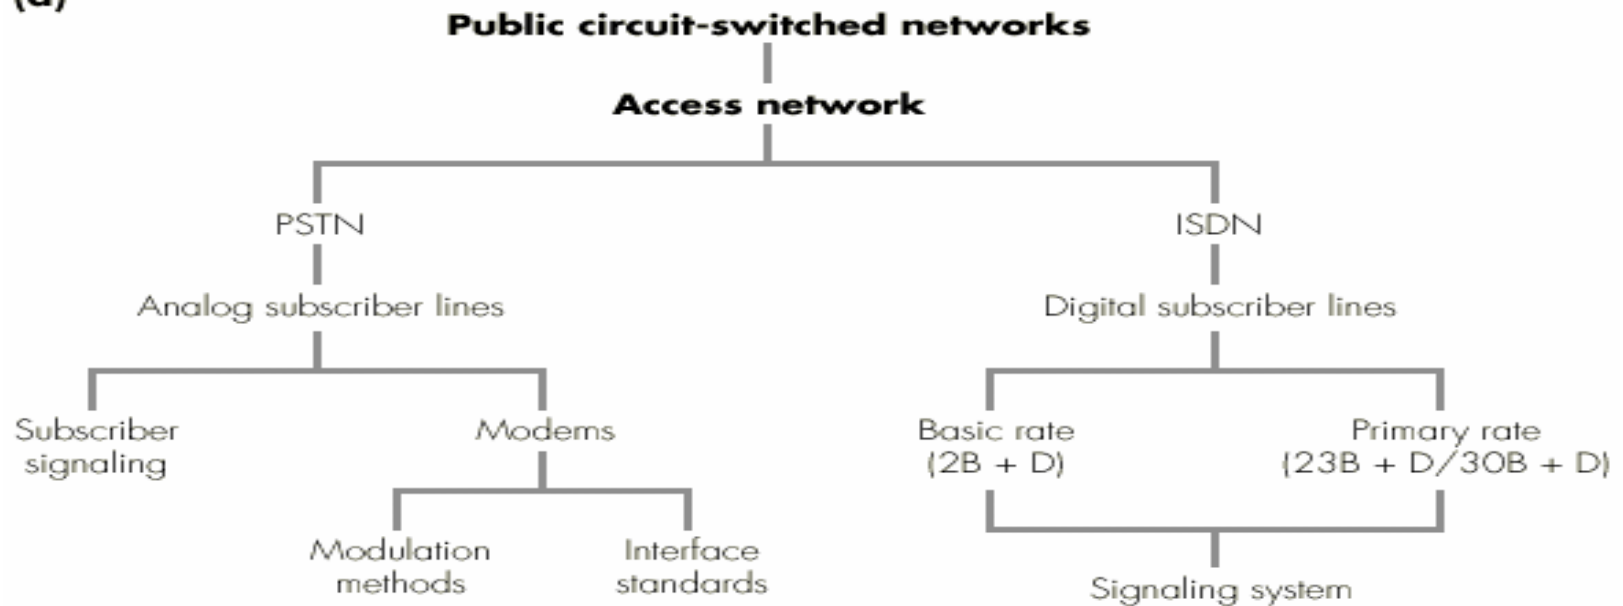 (a)
Public circuit-switched networks
Access network
PSTN
ISDN
Analog subscriber lines
Digital subscriber lines
Subscriber
signaling
Modems
Basic rate
(2B + D)
Primary rate
(23B + D/30B + D)
Modulation
methods
Interface
standards
Signaling system